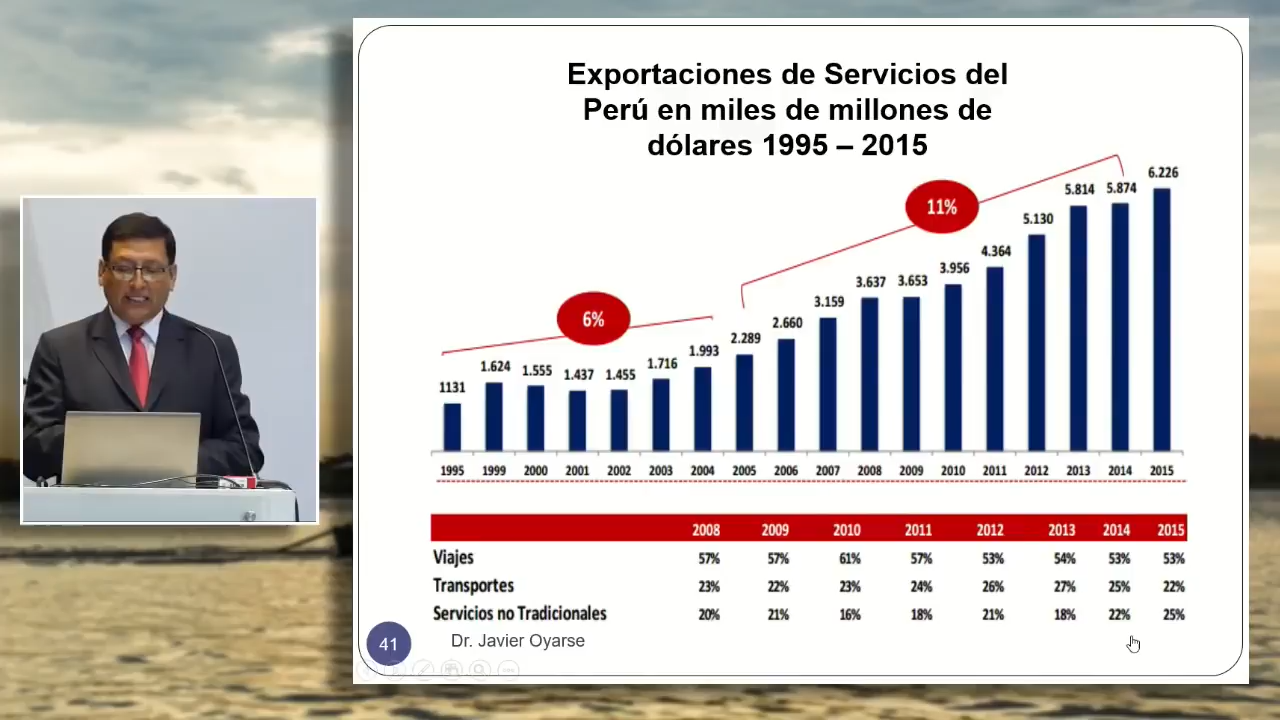 Exportaciones de Servicios del
Perú en miles de millones de
dólares 1995 – 2015
6%
11%
1131
1.624
1.555
1.437
1.455
1.716
1.993
2.289
2.660
3.159
3.637
3.653
3.956
4.364
5.130
5.814
5.874
6.226
1995 1999 2000 2001 2002 2003 2004 2005 2006 2007 2008 2009 2010 2011 2012 2013 2014 2015
2008 2009 2010 2011 2012 2013 2014 2015
Viajes 57% 57% 61% 57% 53% 54% 53% 53%
Transportes 23% 22% 23% 24% 26% 27% 25% 22%
Servicios no Tradicionales 20% 21% 16% 18% 21% 18% 22% 25%
41
Dr. Javier Oyarse